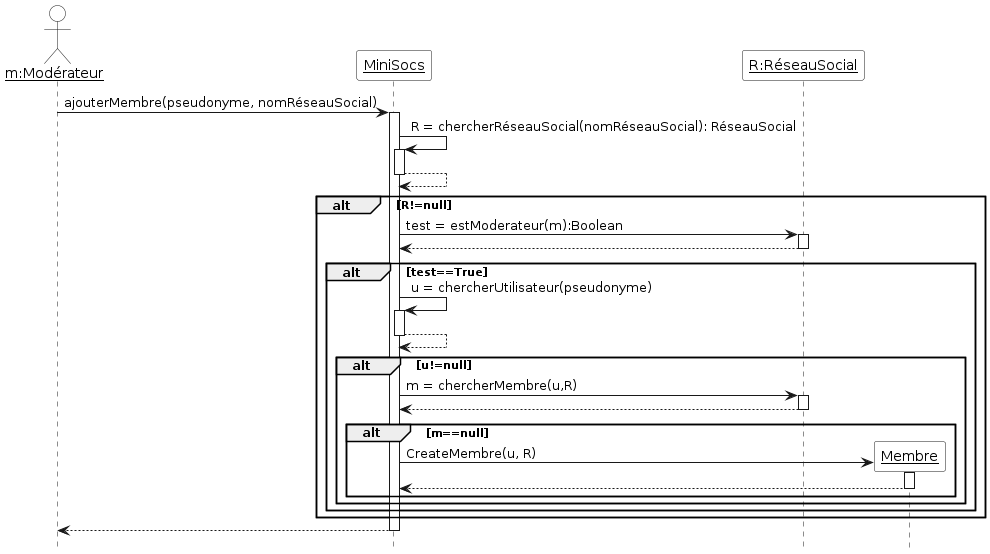 m:Modérateur
MiniSocs
R:RéseauSocial
ajouterMembre(pseudonyme, nomRéseauSocial)
R = chercherRéseauSocial(nomRéseauSocial): RéseauSocial
alt [R!=null]
test = estModerateur(m):Boolean
alt [test==True]
u = chercherUtilisateur(pseudonyme)
alt [u!=null]
m = chercherMembre(u,R)
alt [m==null]
CreateMembre(u, R)
Membre